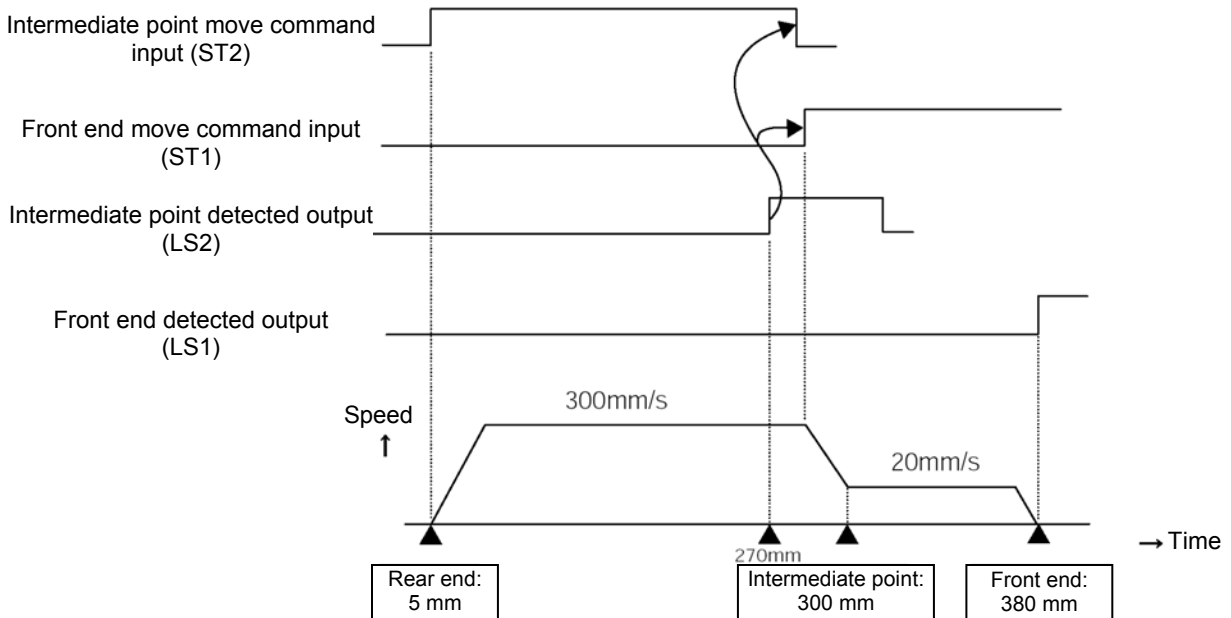 Intermediate point move command
input (ST2)
Front end move command input
(ST1)
Intermediate point detected output
(LS2)
Front end detected output
(LS1)
Speed
↑
300mm/s
20mm/s
270mm
→ Time
Rear end:
5 mm
Intermediate point:
300 mm
Front end:
380 mm